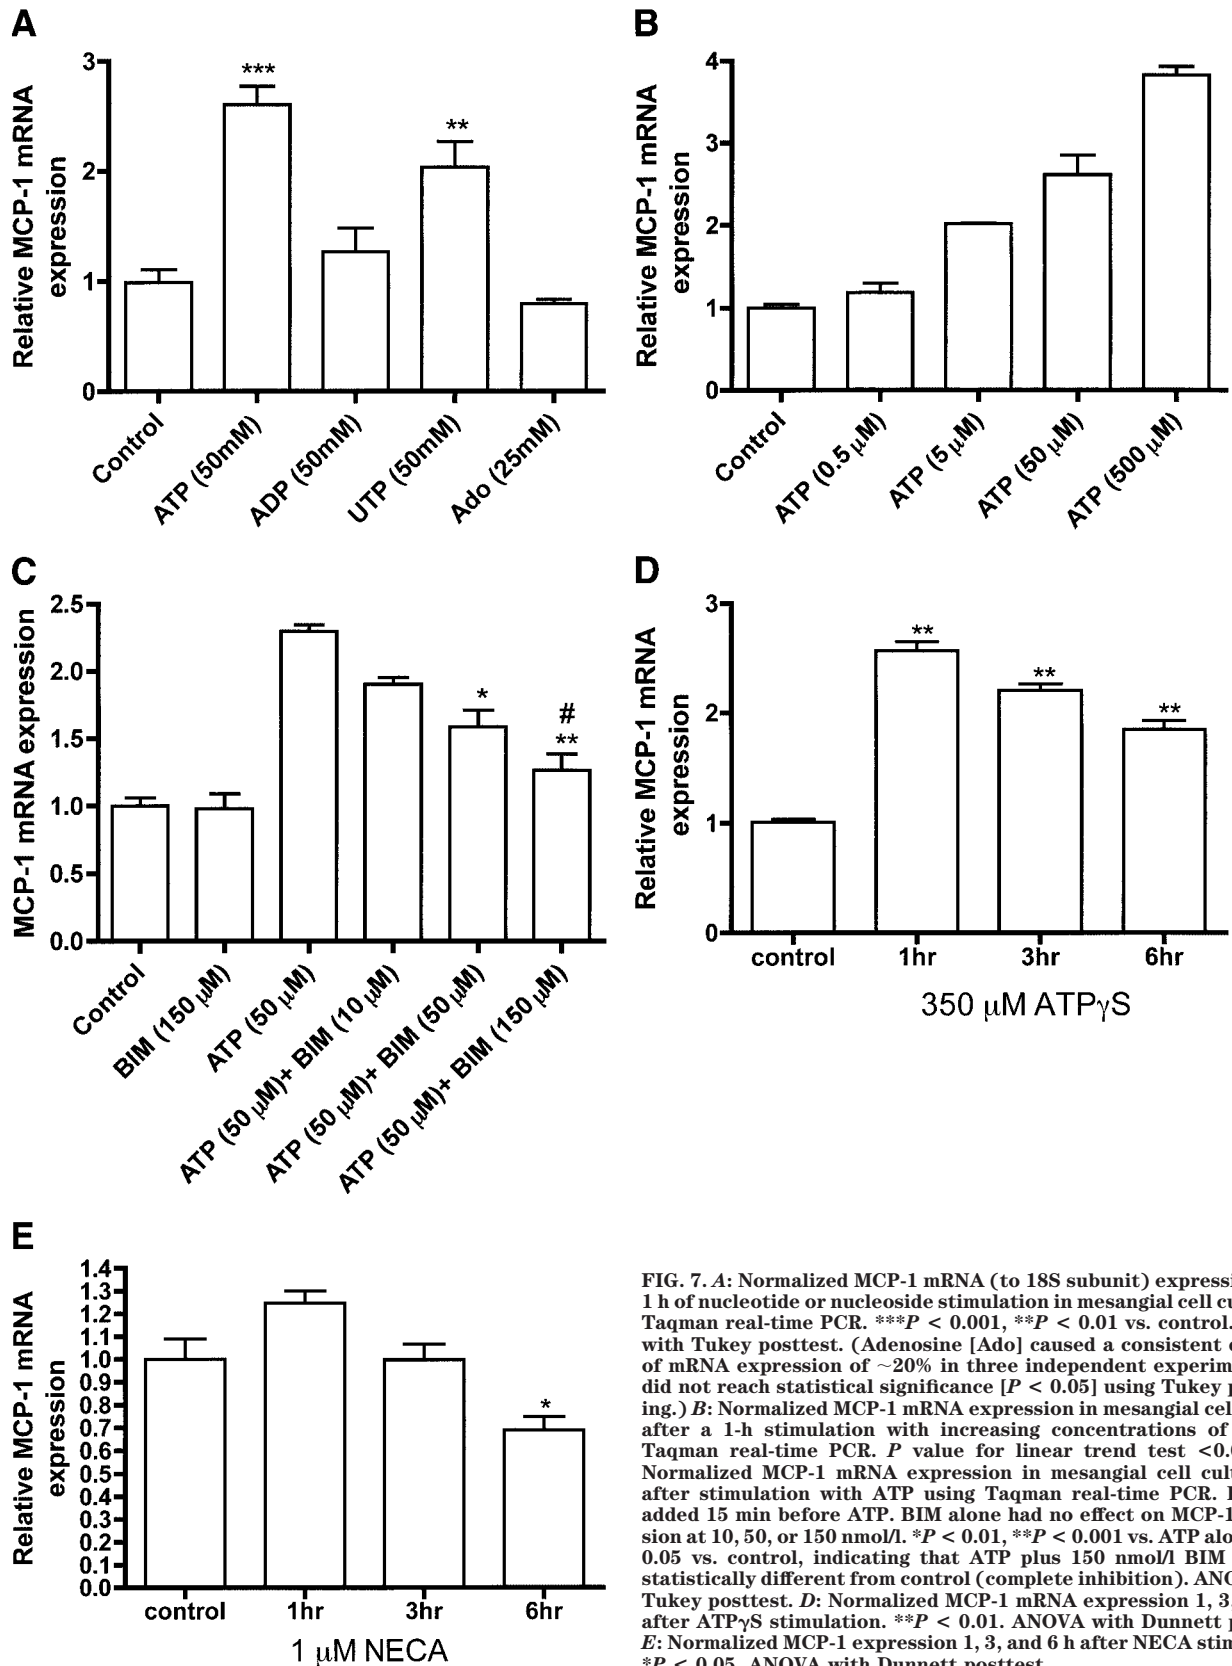 A
Relative MCP-1 mRNA
expression
3
2
1
0
***
**
Control
ATP (50mM)
ADP (50mM)
UTP (50mM)
Ado (25mM)
B
Relative MCP-1 mRNA
expression
4
3
2
1
0
Control
ATP (0.5 µM)
ATP (5 µM)
ATP (50 µM)
ATP (500 µM)
C
MCP-1 mRNA expression
2.5
2.0
1.5
1.0
0.5
0.0
*
#
**
Control
BIM (150 µM)
ATP (50 µM)
ATP (50 µM)+ BIM (10 µM)
ATP (50 µM)+ BIM (50 µM)
ATP (50 µM)+ BIM (150 µM)
D
Relative MCP-1 mRNA
expression
3
2
1
0
**
**
**
control
1hr
3hr
6hr
350 µM ATPγS
E
Relative MCP-1 mRNA
expression
1.4
1.3
1.2
1.1
1.0
0.9
0.8
0.7
0.6
0.5
0.4
0.3
0.2
0.1
0.0
*
control
1hr
3hr
6hr
1 µM NECA
FIG. 7. A: Normalized MCP-1 mRNA (to 18S subunit) expressi
1 h of nucleotide or nucleoside stimulation in mesangial cell cu
Taqman real-time PCR. ***P < 0.001, **P < 0.01 vs. control.
with Tukey posttest. (Adenosine [Ado] caused a consistent
of mRNA expression of ~20% in three independent experim
did not reach statistical significance [P < 0.05] using Tukey p
ing.) B: Normalized MCP-1 mRNA expression in mesangial cel
after a 1-h stimulation with increasing concentrations of
Taqman real-time PCR. P value for linear trend test <0.0
Normalized MCP-1 mRNA expression in mesangial cell cul
after stimulation with ATP using Taqman real-time PCR.
added 15 min before ATP. BIM alone had no effect on MCP-1
sion at 10, 50, or 150 nmol/l. *P < 0.01, **P < 0.001 vs. ATP alo
0.05 vs. control, indicating that ATP plus 150 nmol/l BIM
statistically different from control (complete inhibition). ANO
Tukey posttest. D: Normalized MCP-1 mRNA expression 1, 3,
after ATPγS stimulation. **P < 0.01. ANOVA with Dunnett p
E: Normalized MCP-1 expression 1, 3, and 6 h after NECA stim
*P < 0.05. ANOVA with Dunnett posttest.